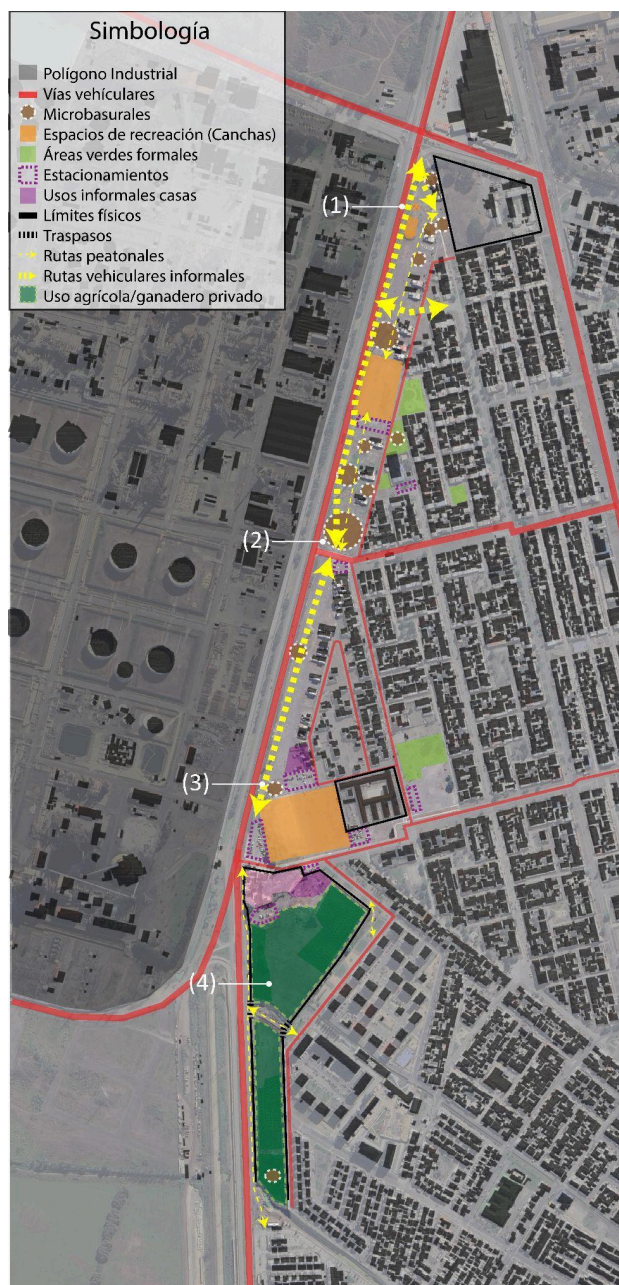 Simbología
Polígono Industrial
Vías vehículares
Microbasurales
Espacios de recreación (Canchas)
Áreas verdes formales
Estacionamientos
Usos informales casas
Límites físicos
Traspasos
Rutas peatonales
Rutas vehiculares informales
Uso agrícola/ganadero privado
(1)
(2)
(3)
(4)